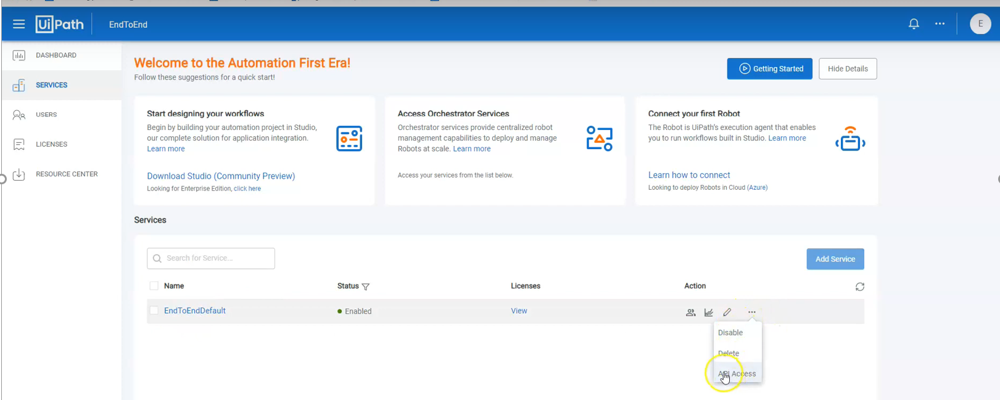 UiPath
EndToEnd
E
DASHBOARD
SERVICES
USERS
LICENSES
RESOURCE CENTER
Welcome to the Automation First Era!
Follow these suggestions for a quick start!
Getting Started
Hide Details
Start designing your workflows
Begin by building your automation project in Studio,
our complete solution for application integration.
Learn more
Download Studio (Community Preview)
Looking for Enterprise Edition, click here
Access Orchestrator Services
Orchestrator services provide centralized robot
management capabilities to deploy and manage
Robots at scale. Learn more
Access your services from the list below.
Connect your first Robot
The Robot is UiPath's execution agent that enables
you to run workflows built in Studio. Learn more
Learn how to connect
Looking to deploy Robots in Cloud (Azure)
Services
Search for Service...
Add Service
Name Status Licenses Action
EndToEndDefault Enabled View
Disable
Delete
API Access